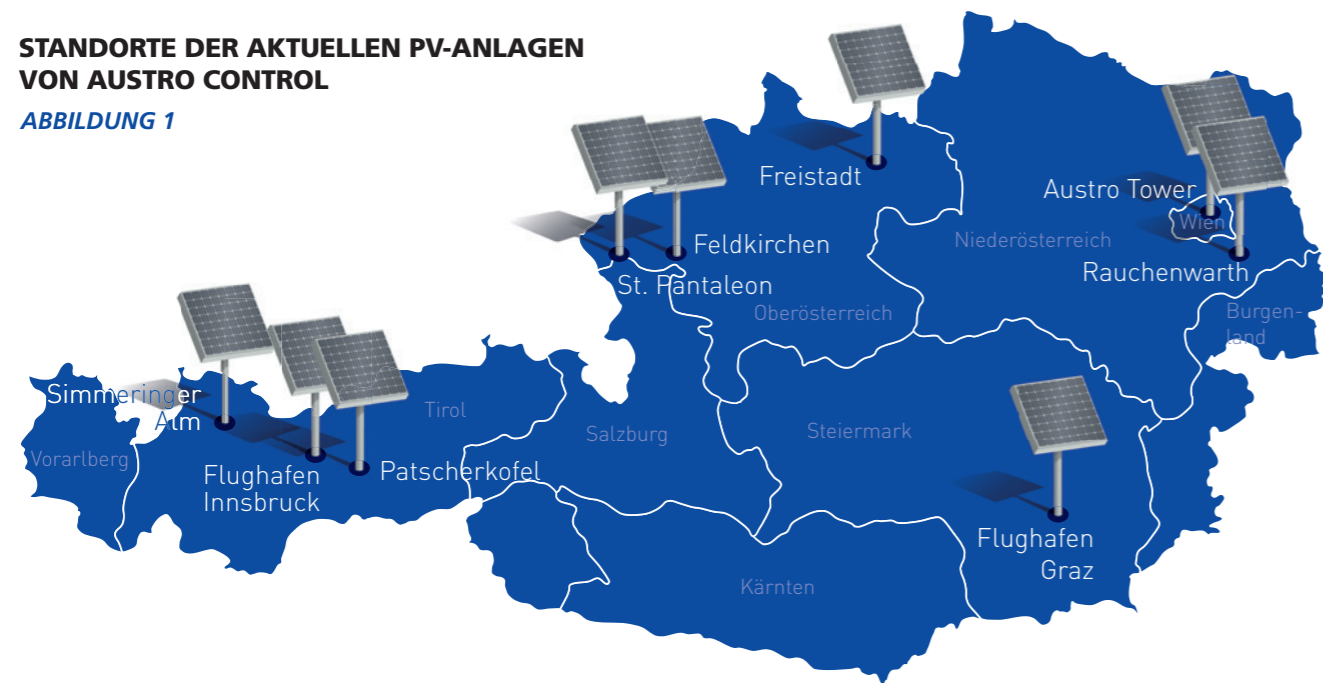 STANDORTE DER AKTUELLEN PV-ANLAGEN
VON AUSTRO CONTROL
ABBILDUNG 1
Freistadt
Austro Tower
Wien
Feldkirchen
Niederösterreich
Rauchenwarth
St. Pantaleon
Oberösterreich
Burgen-
land
Simmeringer
Alm
Tirol
Salzburg
Steiermark
Vorarlberg
Flughafen
Innsbruck
Patscherkofel
Flughafen
Graz
Kärnten